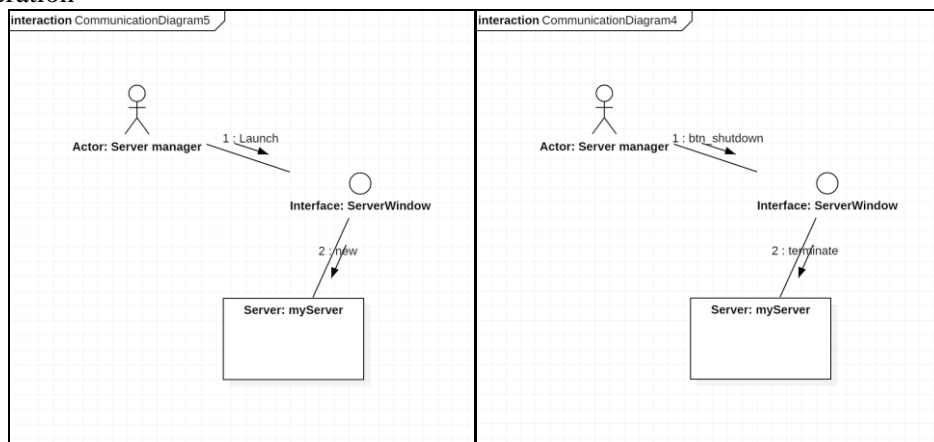 interaction CommunicationDiagram5
Actor: Server manager
1 : Launch
Interface: ServerWindow
2 : new
Server: myServer
interaction CommunicationDiagram4
Actor: Server manager
1 : btn_shutdown
Interface: ServerWindow
2 : terminate
Server: myServer